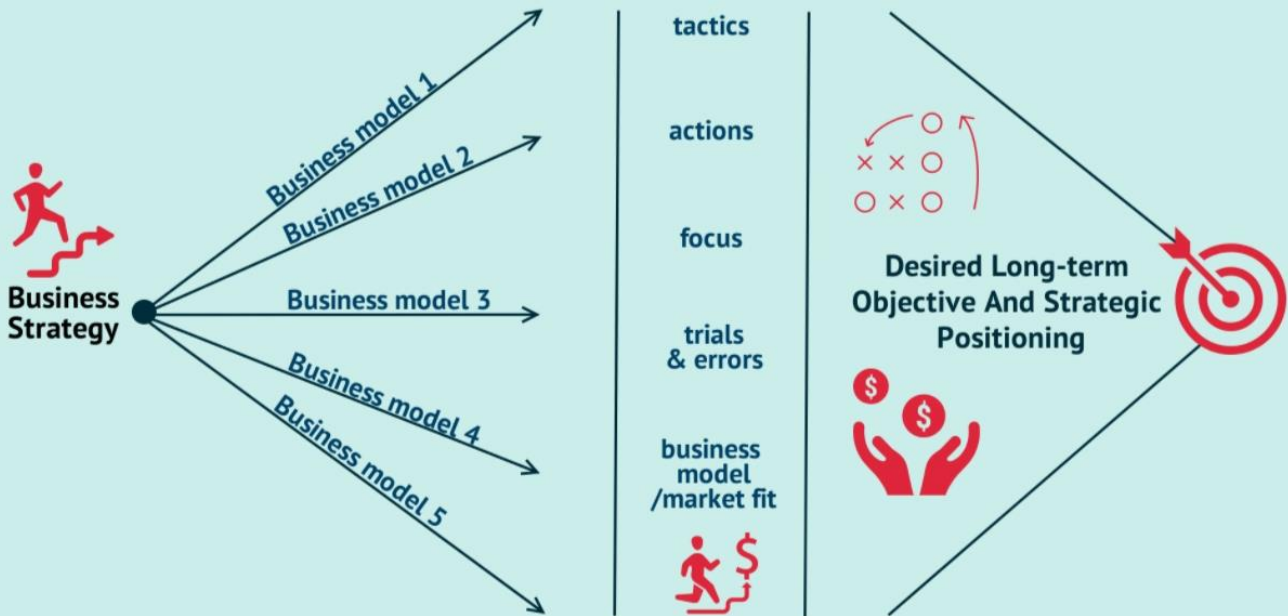 Business
Strategy
Business model 1
Business model 2
Business model 3
Business model 4
Business model 5
tactics
actions
focus
trials
& errors
business
model
/market fit
$
Desired Long-term
Objective And Strategic
Positioning
$
$